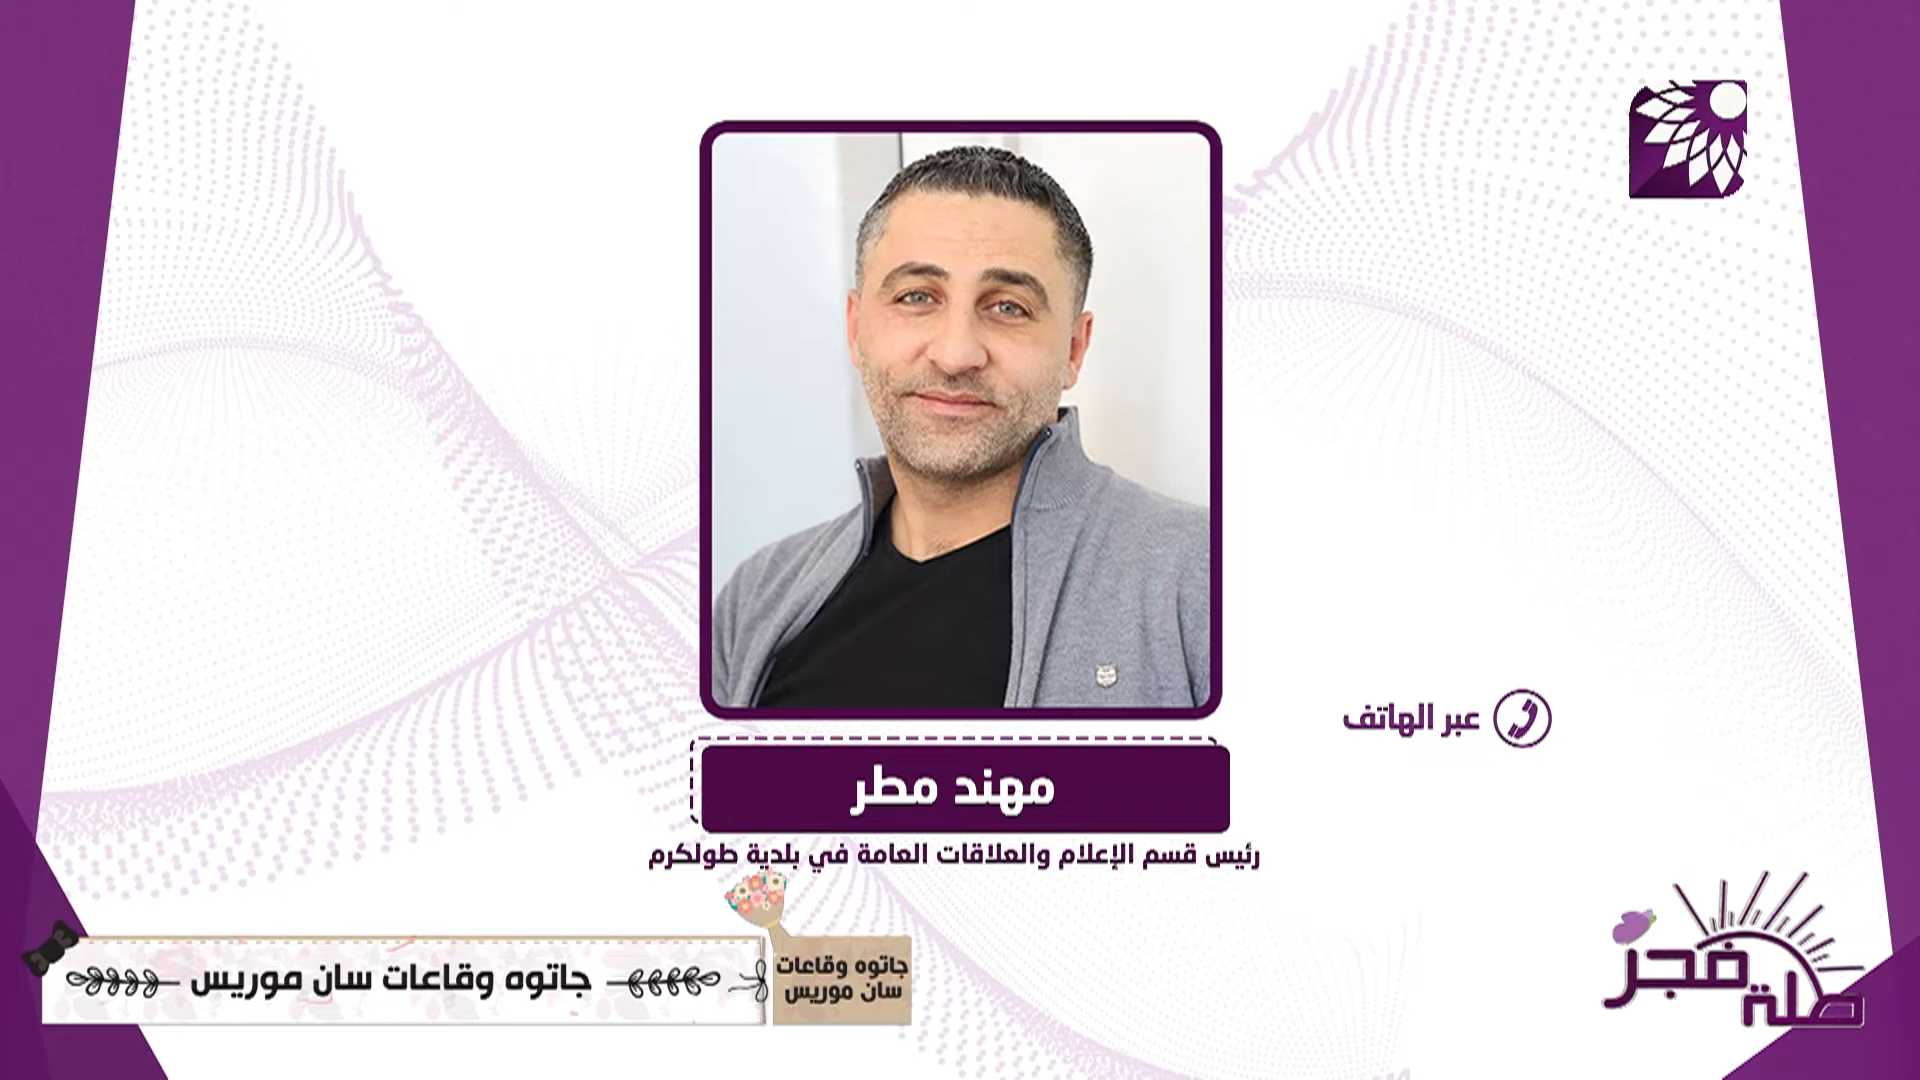 عبر الهاتف
مهند مطر
رئيس قسم الإعلام والعلاقات العامة في بلدية طولكرم
جاتوه وقاعات
سان موريس
جاتوه وقاعات سان موريس
طلة فجر